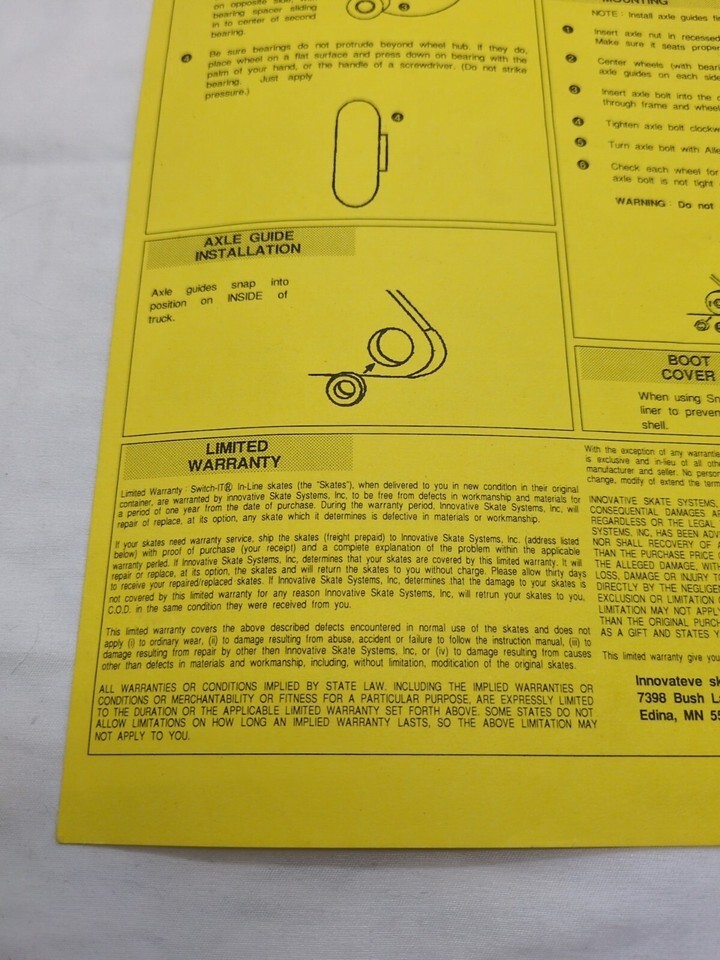 on opposite side, with
bearing spacer sliding
in to center of second
bearing.
3
4 Be sure bearings do not protrude beyond wheel hub. If they do,
place wheel on a flat surface and press down on bearing with the
palm of your hand, or the handle of a screwdriver. (Do not strike
bearing. Just apply
pressure.)
4
AXLE GUIDE
INSTALLATION
Axle guides snap into
position on INSIDE of
truck.
LIMITED
WARRANTY
Limited Warranty : Switch-IT® In-Line skates (the "Skates"), when delivered to you in new condition in their original
container, are warranted by innovative Skate Systems, Inc, to be free from defects in workmanship and materials for
a period of one year from the date of purchase. During the warranty period, Innovative Skate Systems, Inc, will
repair of replace, at its option, any skate which it determines is defective in materials or workmanship.
If your skates need warranty service, ship the skates (freight prepaid) to Innovative Skate Systems, Inc. (address listed
below) with proof of purchase (your receipt) and a complete explanation of the problem within the applicable
warranty perled. If Innovative Skate Systems, Inc, determines that your skates are covered by this limited warranty. It will
repair or replace, at its option, the skates and will return the skates to you without charge. Please allow thirty days
to receive your repaired/replaced skates. If Innovative Skate Systems, Inc, determines that the damage to your skates is
not covered by this limited warranty for any reason Innovative Skate Systems, Inc, will retrun your skates to you,
C.O.D. in the same condition they were received from you.
This limited warranty covers the above described defects encountered in normal use of the skates and does not
apply (i) to ordinary wear, (ii) to damage resulting from abuse, accident or failure to follow the instruction manual, (iii) to
damage resulting from repair by other then Innovative Skate Systems, Inc, or (iv) to damage resulting from causes
other than defects in materials and workmanship, including, without limitation, modification of the original skates.
ALL WARRANTIES OR CONDITIONS IMPLIED BY STATE LAW. INCLUDING THE IMPLIED WARRANTIES OR
CONDITIONS OR MERCHANTABILITY OR FITNESS FOR A PARTICULAR PURPOSE, ARE EXPRESSLY LIMITED
TO THE DURATION OR THE APPLICABLE LIMITED WARRANTY SET FORTH ABOVE. SOME STATES DO NOT
ALLOW LIMITATIONS ON HOW LONG AN IMPLIED WARRANTY LASTS, SO THE ABOVE LIMITATION MAY
NOT APPLY TO YOU.
MOUNTING
NOTE : Install axle guides
1 Insert axle nut in recessed
Make sure it seats
2 Center wheels (with
axle guides on each
3 Insert axle bolt into the
through frame and
4 Tighten axle bolt
5 Turn axle bolt with
6 Check each wheel for
axle bolt is not tight
WARNING : Do not
BOOT
COVER
When using
liner to
shell.
With the exception of any
is exclusive and in-lieu of all
manufacturer and seller. No
change, modify of extend the
INNOVATIVE SKATE SYSTEMS,
CONSEQUENTIAL DAMAGES
REGARDLESS OR THE LEGAL
SYSTEMS, INC, HAS BEEN
NOR SHALL RECOVERY OF
THAN THE PURCHASE PRICE
THE ALLEGED DAMAGE,
LOSS, DAMAGE OR INJURY
DIRECTLY BY THE
EXCLUSION OR LIMITATION
LIMITATION MAY NOT
THAN THE ORIGINAL
AS A GIFT AND STATES
This limited warranty give
Innovateve
7398 Bush
Edina, MN